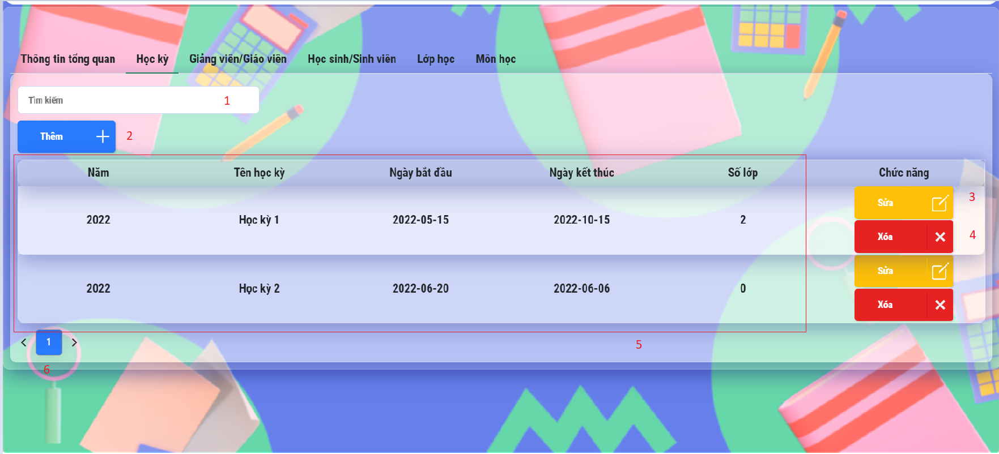 Thông tin tổng quan Học kỳ Giảng viên/Giáo viên Học sinh/Sinh viên Lớp học Môn học
Tìm kiếm 1
Thêm 2
Năm Tên học kỳ Ngày bắt đầu Ngày kết thúc Số lớp Chức năng
Sửa 3
2022 Học kỳ 1 2022-05-15 2022-10-15 2
Xóa 4
Sửa
2022 Học kỳ 2 2022-06-20 2022-06-06 0
Xóa
1 5
6